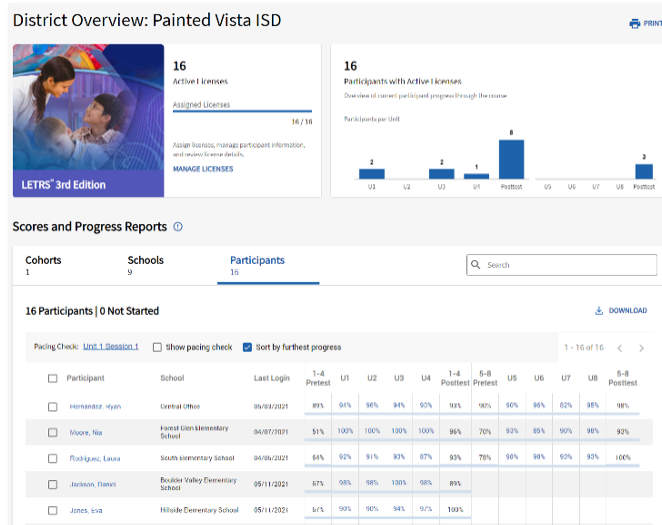 District Overview: Painted Vista ISD
PRINT
16
Active Licenses
Assigned Licenses
16 / 16
Assign licenses, manage participant information,
and review license details.
MANAGE LICENSES
LETRS™ 3rd Edition
16
Participants with Active Licenses
Overview of current participant progress through the course
Participants per Unit
2 2 1 8 3
U1 U2 U3 U4 Posttest U5 U6 U7 U8 Posttest
Scores and Progress Reports
Cohorts
1
Schools
9
Participants
16
Search
16 Participants | 0 Not Started
DOWNLOAD
Pacing Check: Unit 1 Session 1 Show pacing check Sort by furthest progress 1 - 16 of 16
Participant School Last Login 1-4 Pretest U1 U2 U3 U4 1-4 Posttest 5-8 Pretest U5 U6 U7 U8 5-8 Posttest
Hernandez, Ryan Central Office 05/03/2021 89% 94% 96% 94% 93% 93% 90% 96% 82% 95% 98%
Moore, Nia Forest Glen Elementary School 04/07/2021 51% 100% 100% 100% 100% 96% 70% 93% 85% 90% 98% 93%
Rodriguez, Laura South Elementary School 04/06/2021 64% 92% 91% 93% 87% 93% 78% 98% 90% 93% 93% 100%
Jackson, Daniel Boulder Valley Elementary School 05/11/2021 67% 98% 98% 100% 98% 89%
Jones, Eva Hillside Elementary School 05/11/2021 90% 90% 94% 97% 100%